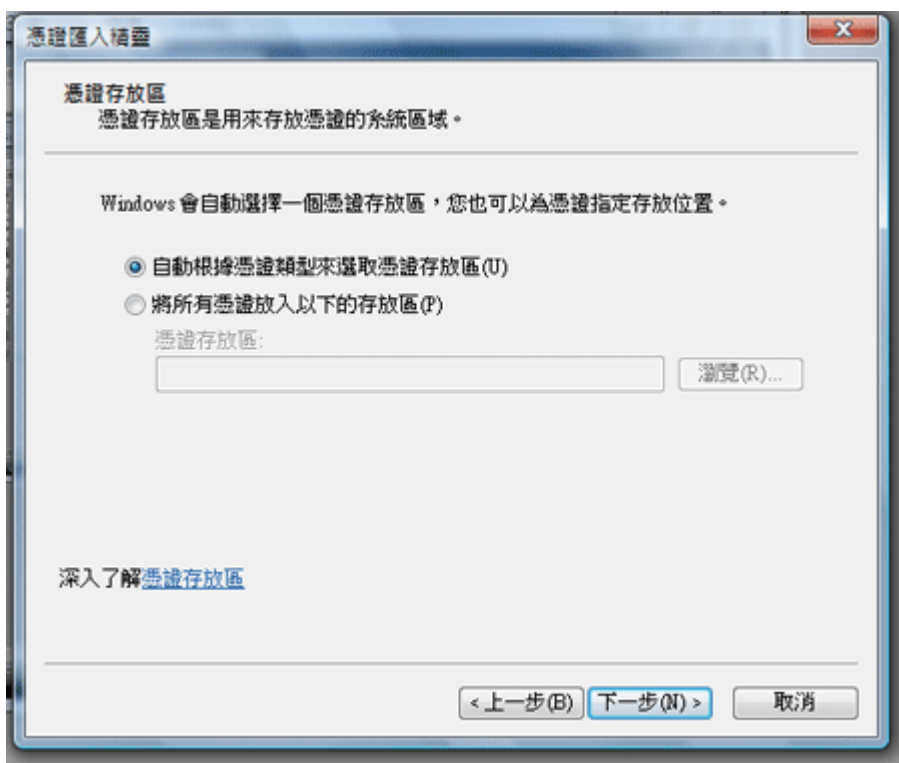 憑證匯入精靈
憑證存放區
憑證存放區是用來存放憑證的系統區域。
Windows 會自動選擇一個憑證存放區，您也可以為憑證指定存放位置。
自動根據憑證類型來選取憑證存放區(U)
將所有憑證放入以下的存放區(P)
憑證存放區:
瀏覽(R)...
深入了解憑證存放區
< 上一步(B) 下一步(N) > 取消